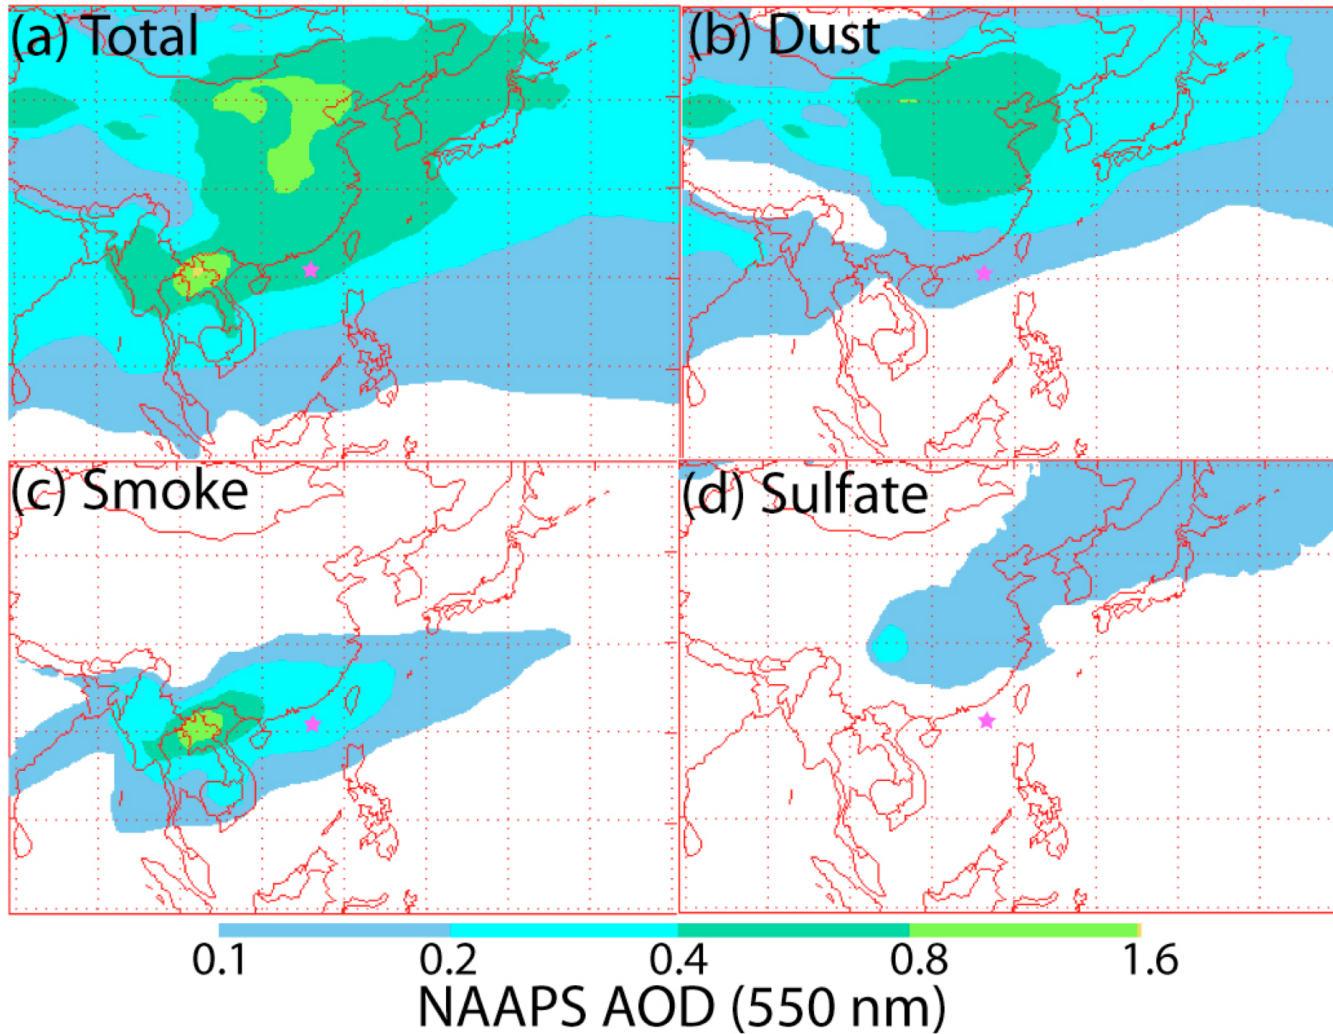 (a) Total
(b) Dust
(c) Smoke
(d) Sulfate
0.1 0.2 0.4 0.8 1.6
NAAPS AOD (550 nm)